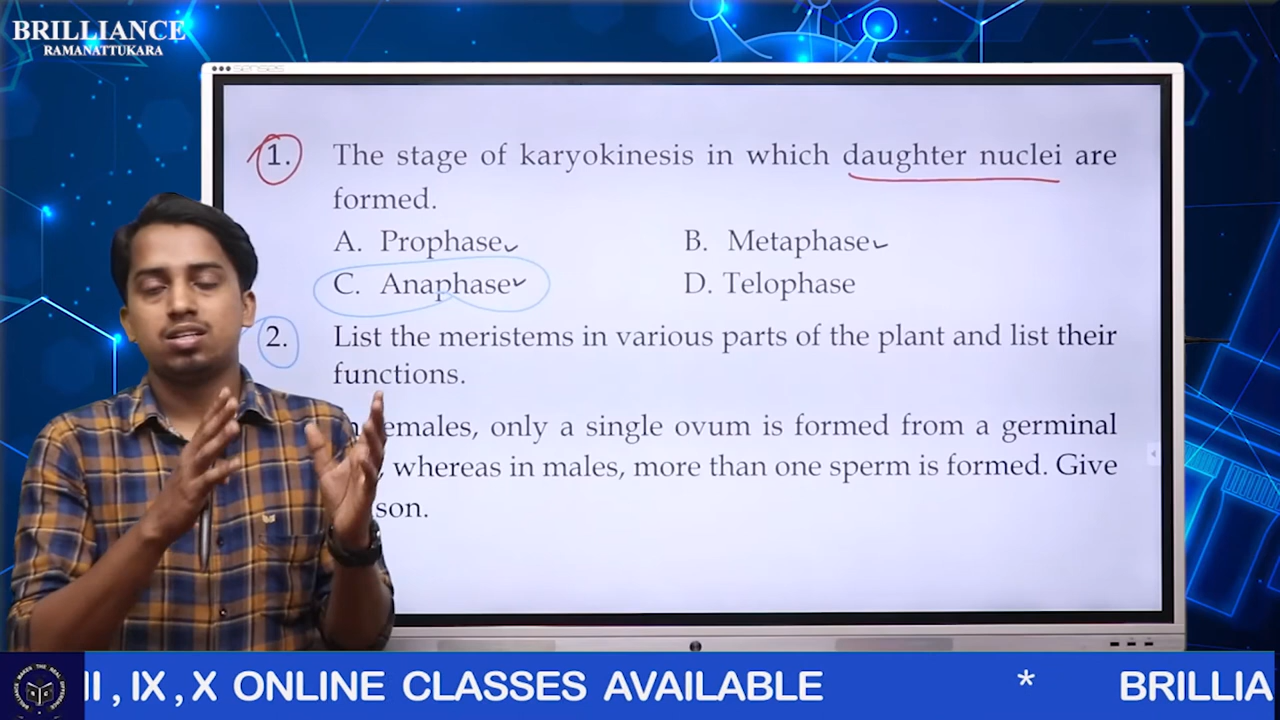 BRILLIANCE
RAMANATTUKARA
senses
1. The stage of karyokinesis in which daughter nuclei are
formed.
A. Prophase B. Metaphase
C. Anaphase D. Telophase
2. List the meristems in various parts of the plant and list their
functions.
emales, only a single ovum is formed from a germinal
, whereas in males, more than one sperm is formed. Give
son.
II , IX , X ONLINE CLASSES AVAILABLE * BRILLIA